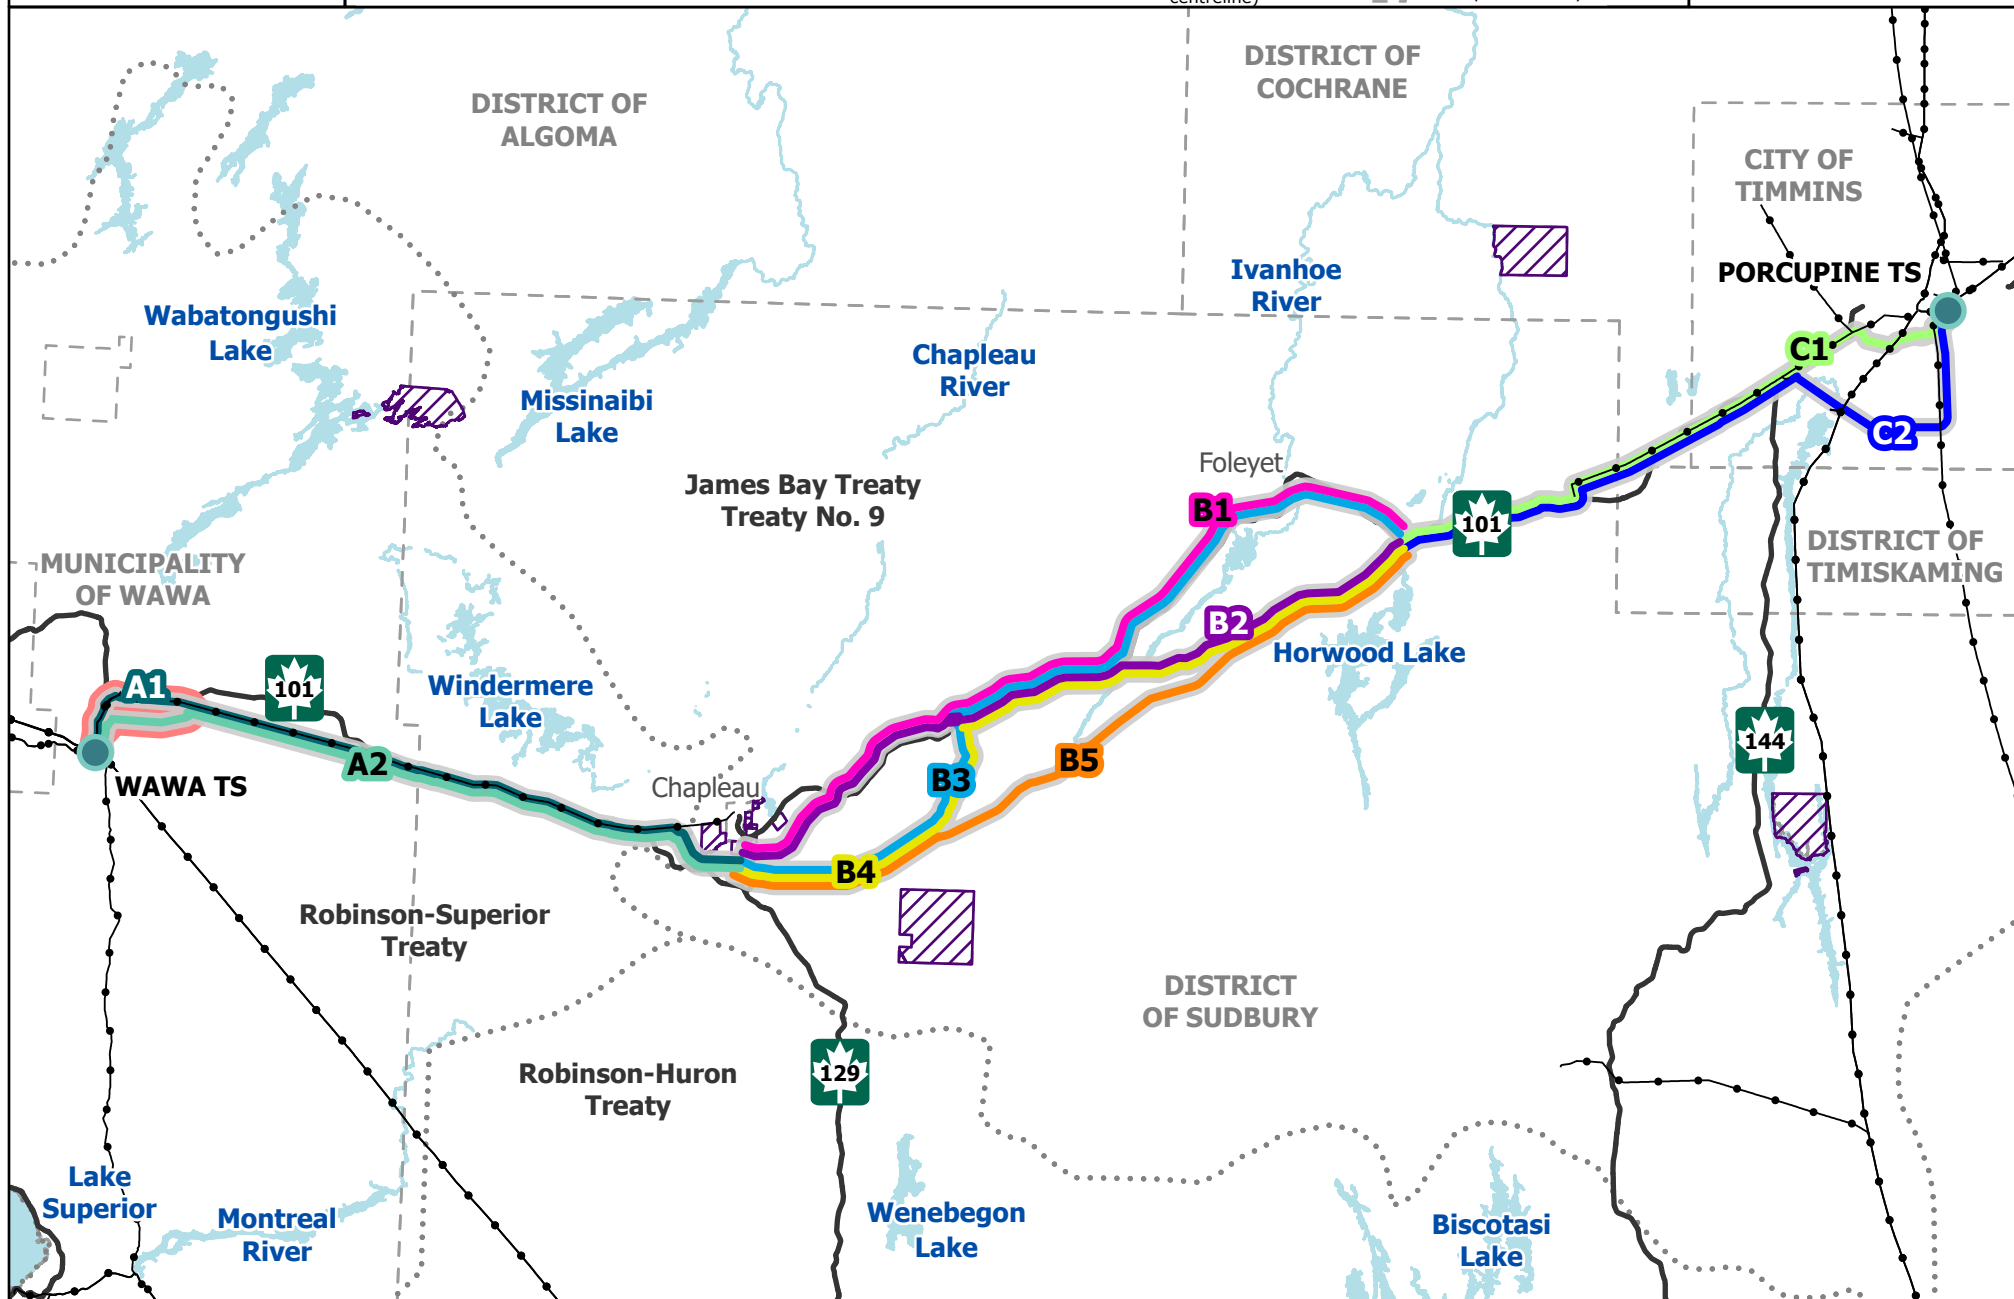 centreline)
DISTRICT OF
COCHRANE
DISTRICT OF
ALGOMA
CITY OF
TIMMINS
PORCUPINE TS
Ivanhoe
River
Wabatongushi
Lake
Chapleau
River
C1
Missinaibi
Lake
C2
Foleyet
James Bay Treaty
Treaty No. 9
B1
101
DISTRICT OF
TIMISKAMING
MUNICIPALITY
OF WAWA
B2
Horwood Lake
A1
101
Windermere
Lake
144
A2
B3
B5
WAWA TS
Chapleau
B4
Robinson-Superior
Treaty
DISTRICT
OF SUDBURY
Robinson-Huron
Treaty
129
Lake
Superior
Montreal
River
Wenebegon
Lake
Biscotasi
Lake